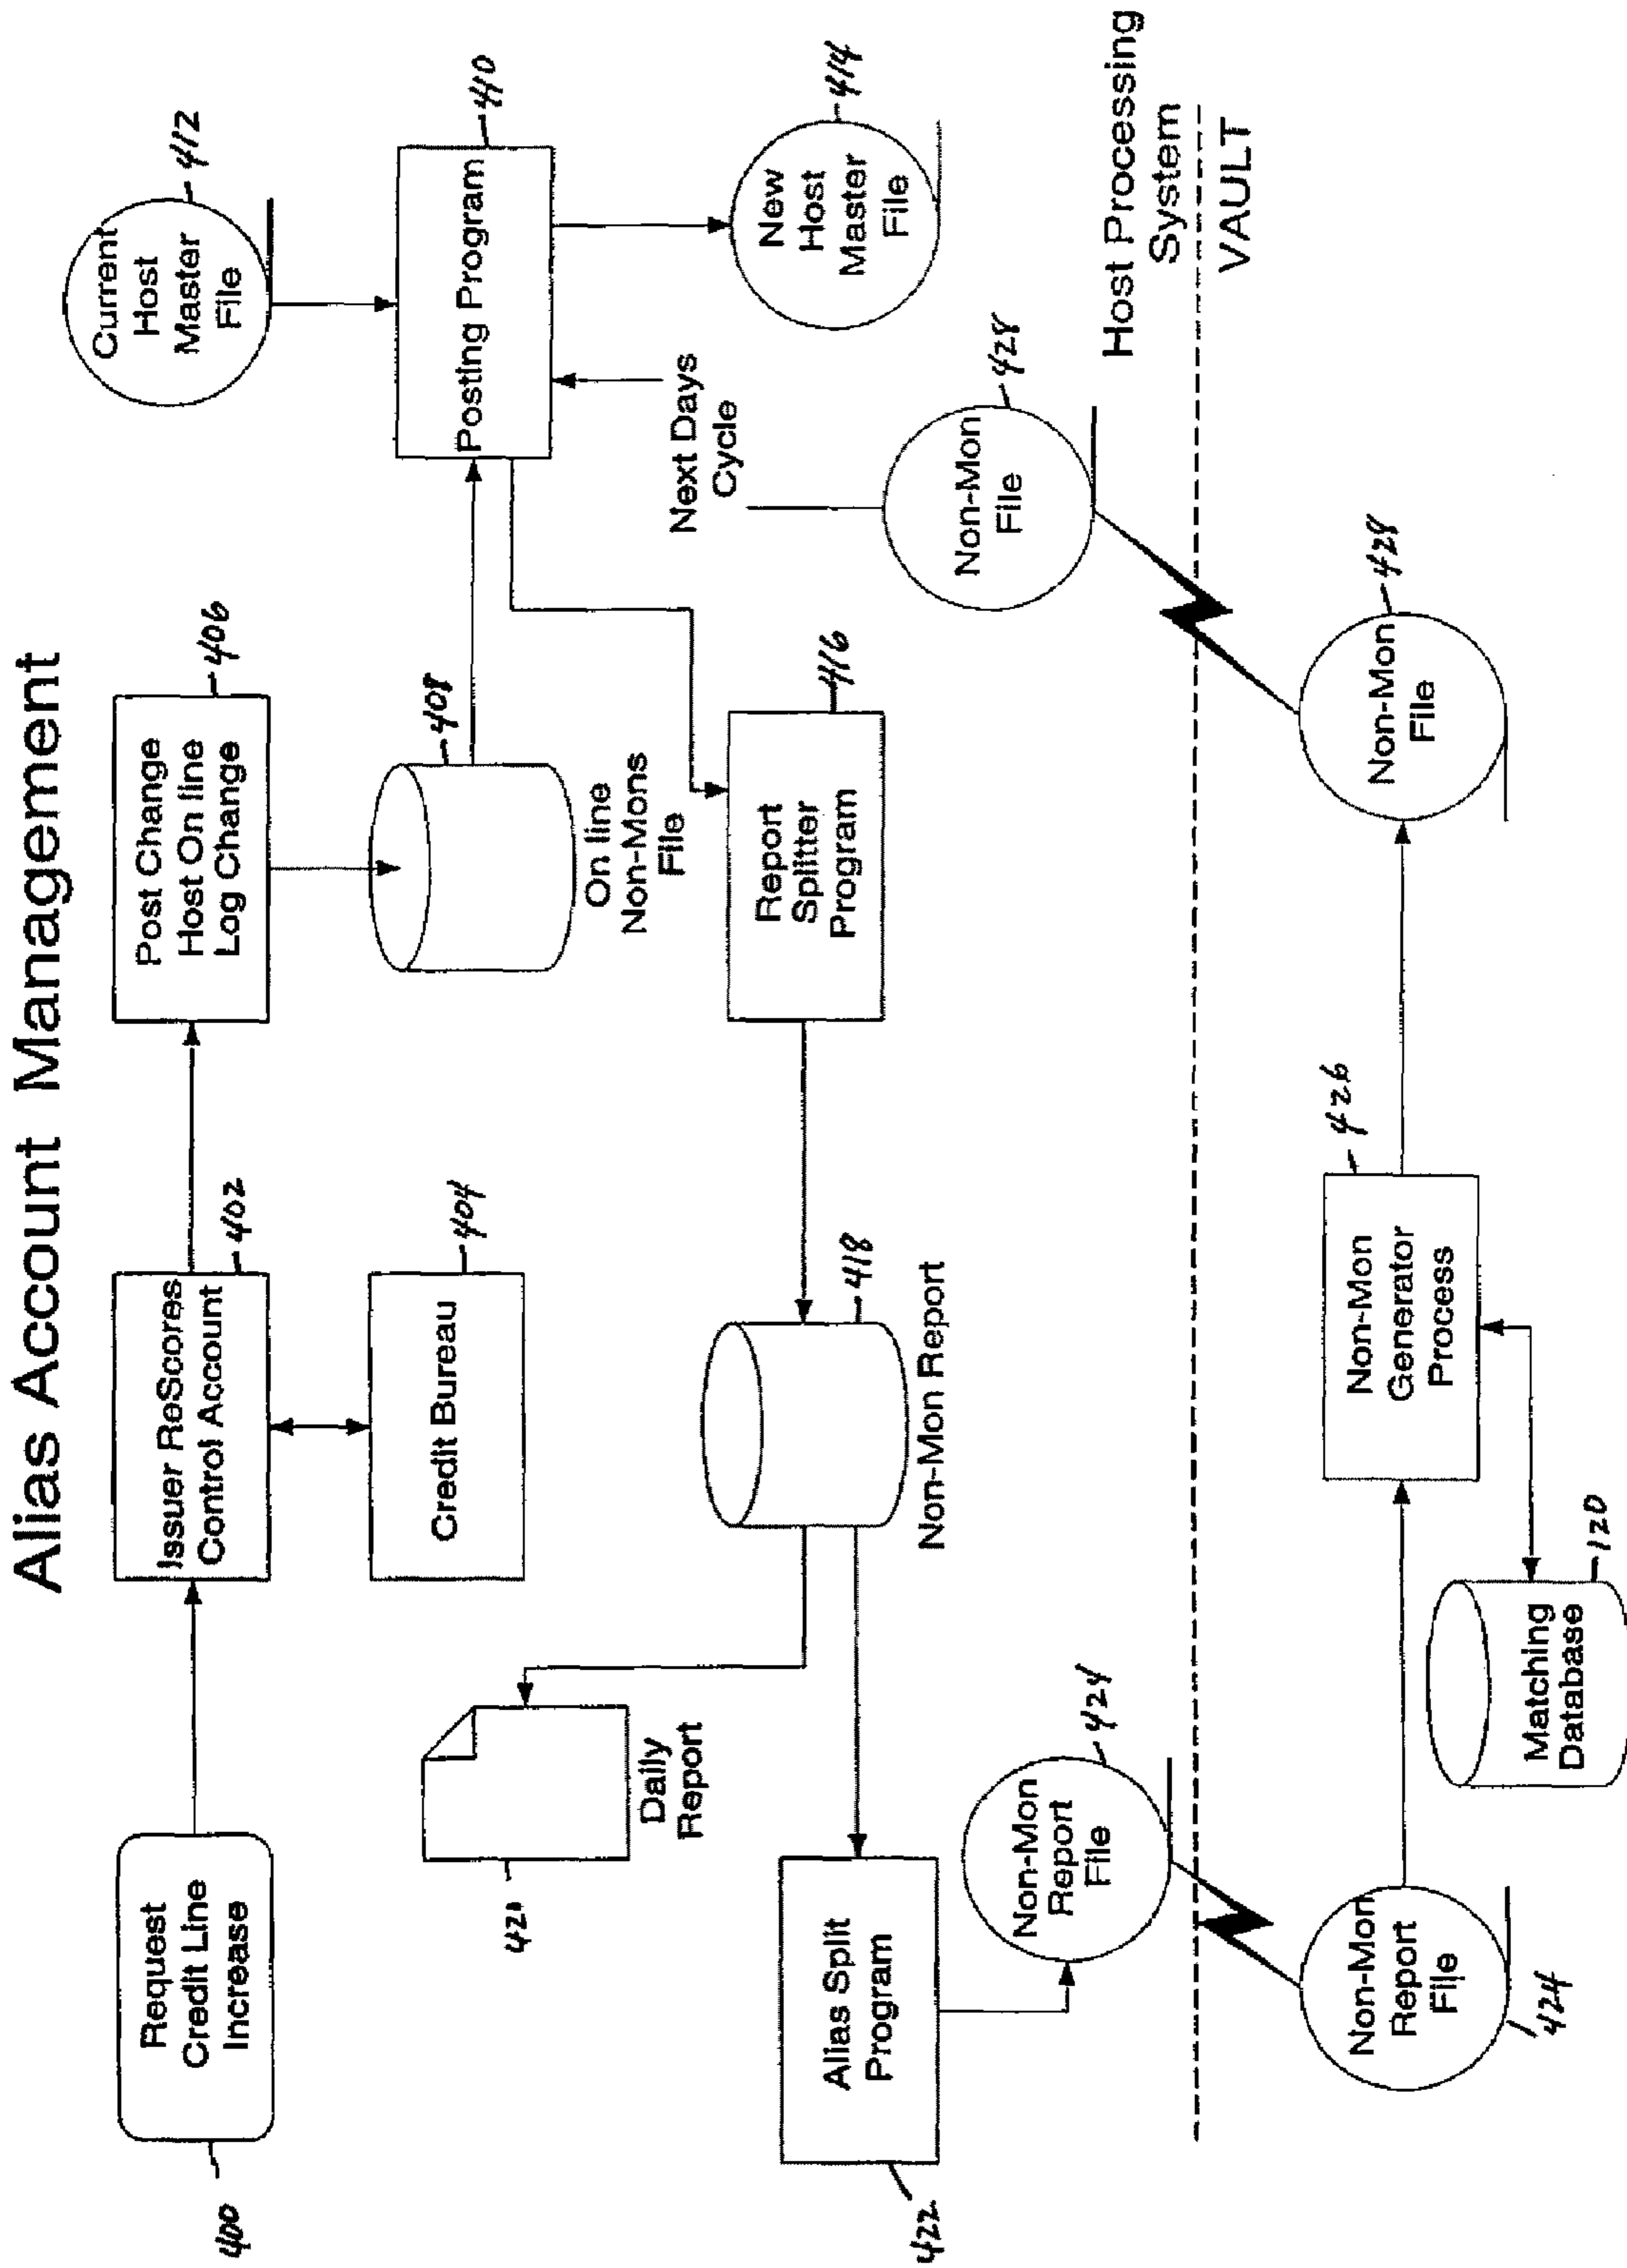 Alias Account Management
400
Request
Credit Line
Increase
Issuer ReScores
Control Account
402
Post Change
Host On line
Log Change
406
Current
Host
Master
File
412
Credit Bureau
404
408
On line
Non-Mons
File
Posting Program
410
Next Days
Cycle
New
Host
Master
File
414
421
Daily
Report
418
Non-Mon Report
Report
Splitter
Program
416
422
Alias Split
Program
Non-Mon
Report
File
424
Non-Mon
File
428
Host Processing
System
VAULT
Non-Mon
Report
File
424
Matching
Database
120
Non-Mon
Generator
Process
426
Non-Mon
File
428